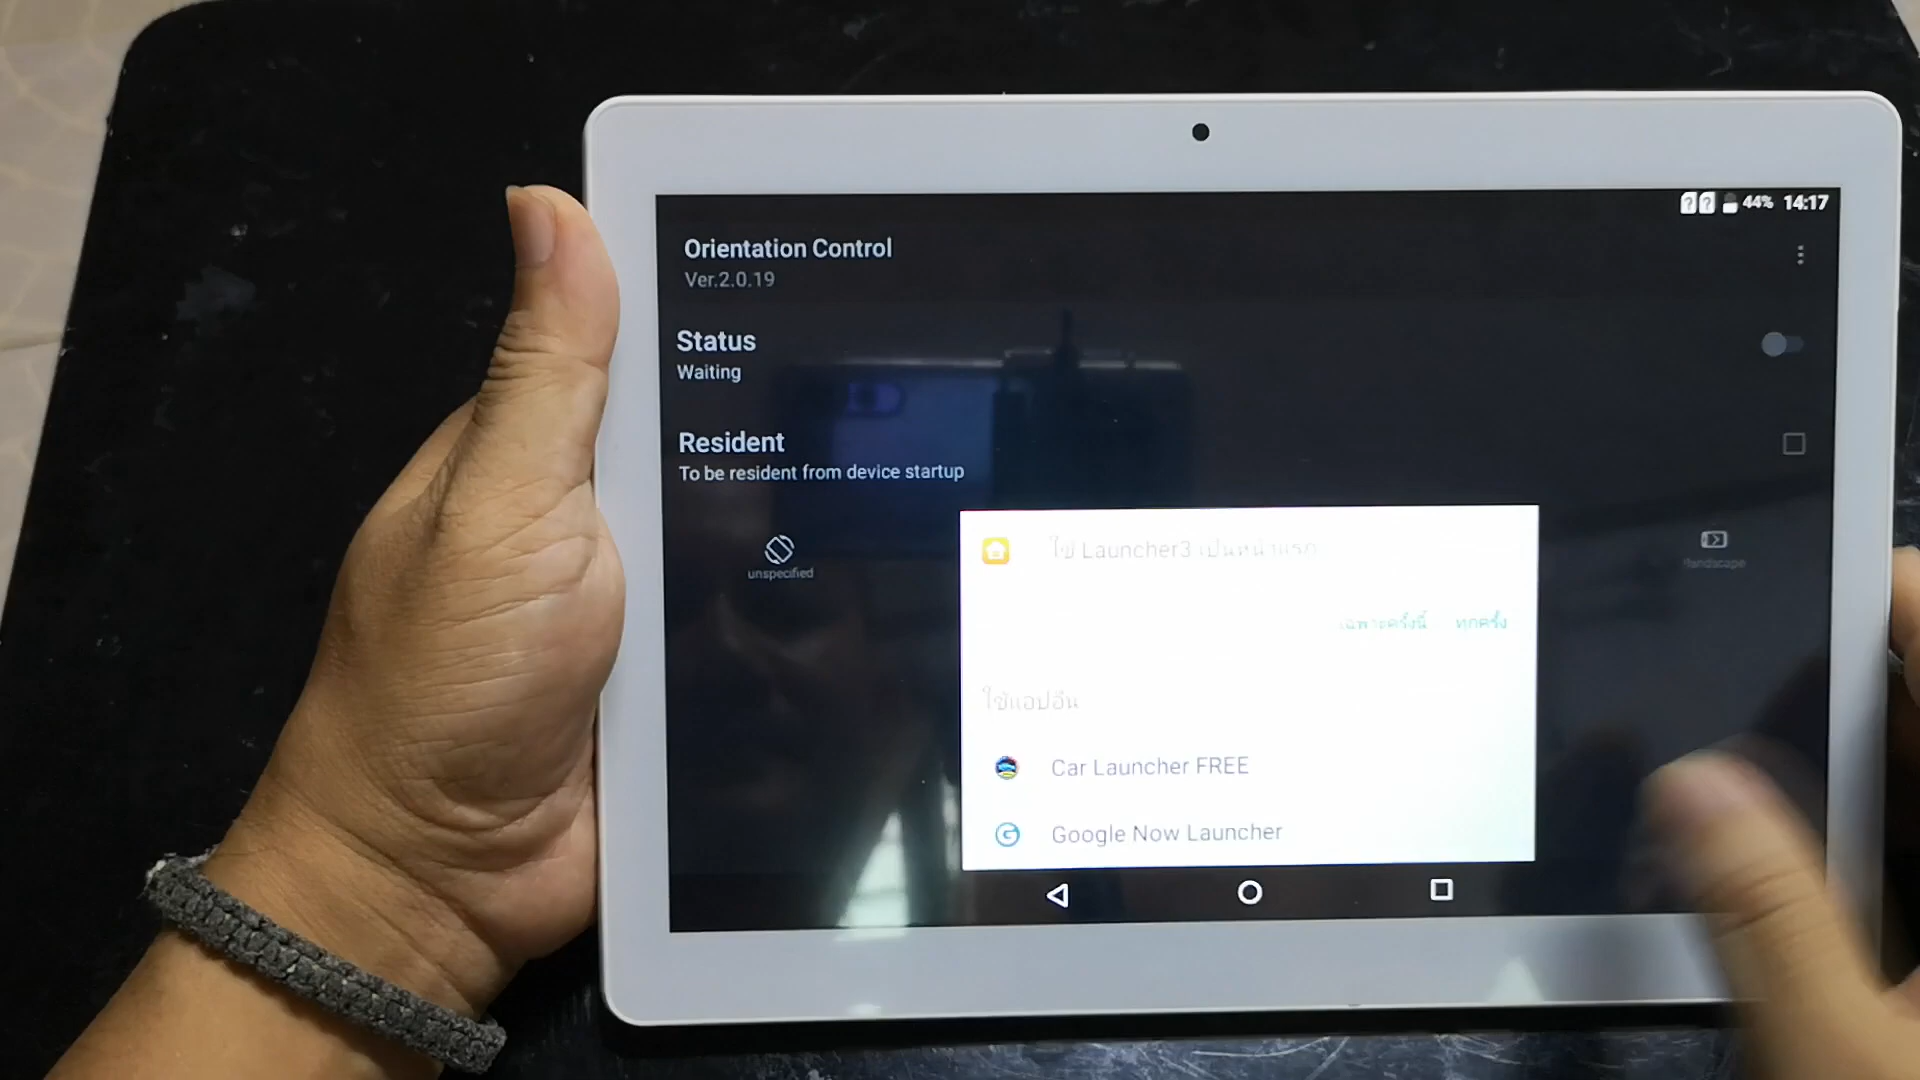 44% 14:17
Orientation Control
Ver.2.0.19
Status
Waiting
Resident
To be resident from device startup
unspecified
landscape
ใช้ Launcher3 เป็นหน้าแรก
เฉพาะครั้งนี้ ทุกครั้ง
ใช้แอปอื่น
Car Launcher FREE
Google Now Launcher